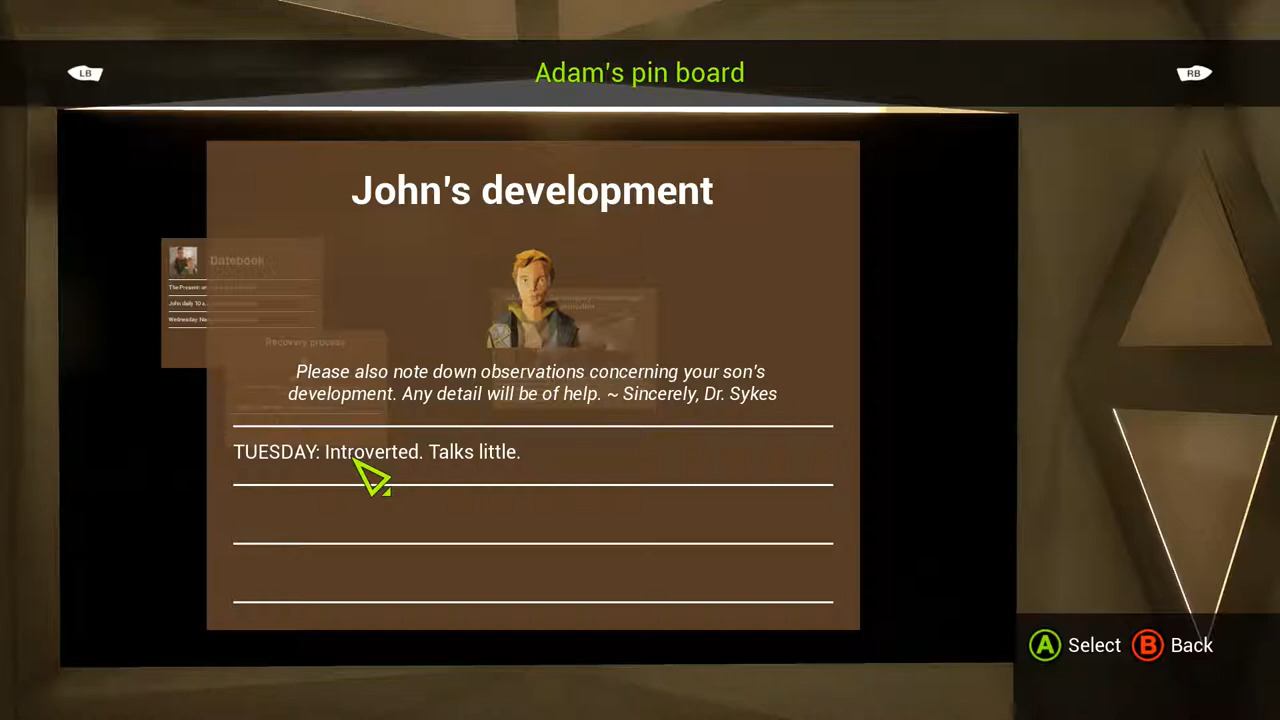 LB
Adam's pin board
RB
John's development
Datebook
Recovery process
Please also note down observations concerning your son's
development. Any detail will be of help. ~ Sincerely, Dr. Sykes
TUESDAY: Introverted. Talks little.
A Select B Back